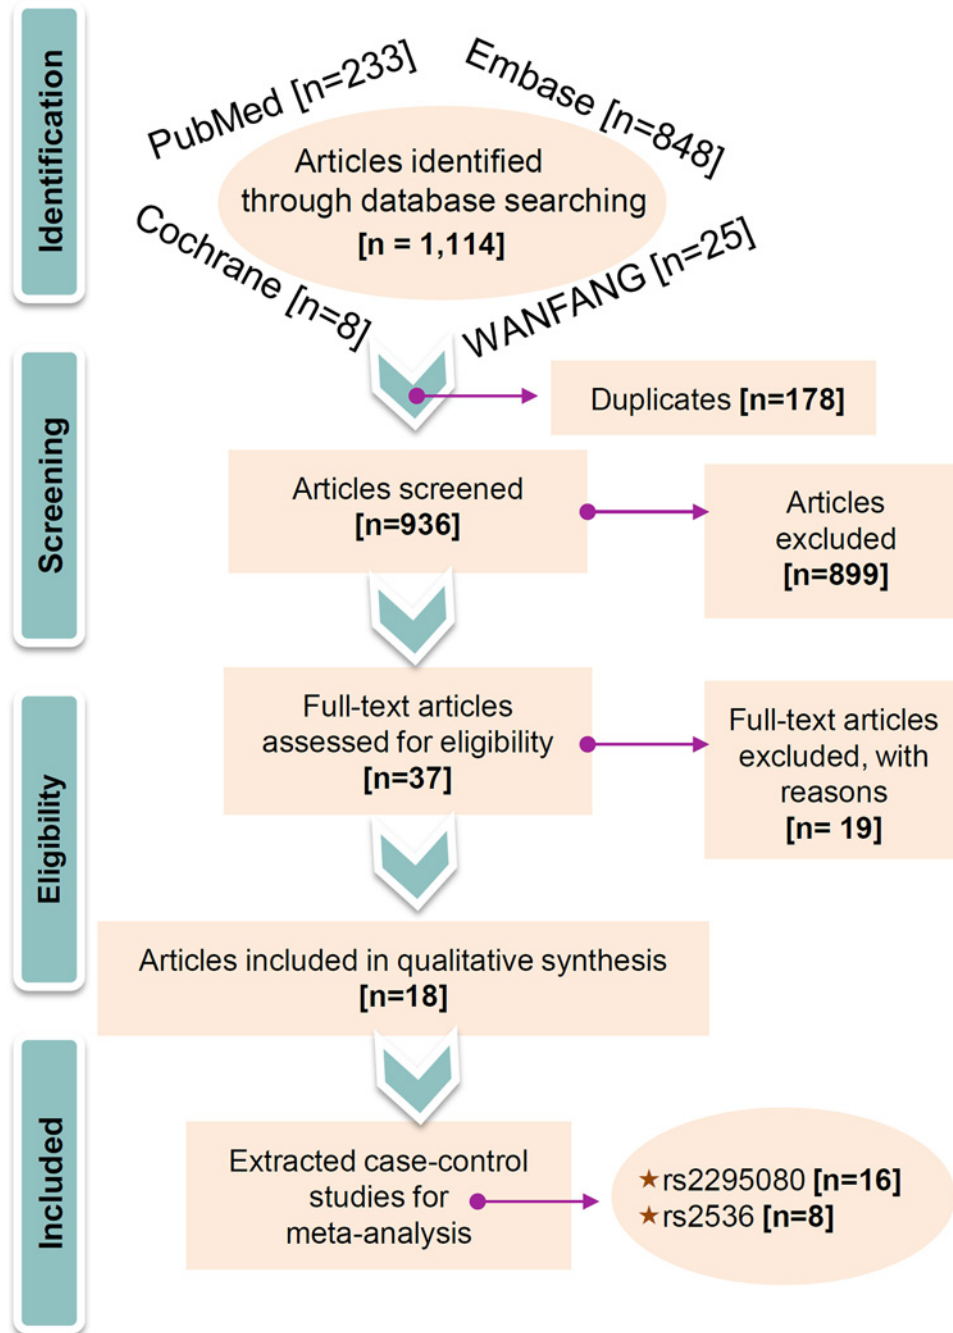 Identification
PubMed [n=233]
Embase [n=848]
Articles identified
through database searching
[n = 1,114]
Cochrane [n=8]
WANFANG [n=25]
Screening
Duplicates [n=178]
Articles screened
[n=936]
Articles
excluded
[n=899]
Eligibility
Full-text articles
assessed for eligibility
[n=37]
Full-text articles
excluded, with
reasons
[n= 19]
Articles included in qualitative synthesis
[n=18]
Included
Extracted case-control
studies for
meta-analysis
★rs2295080 [n=16]
★rs2536 [n=8]